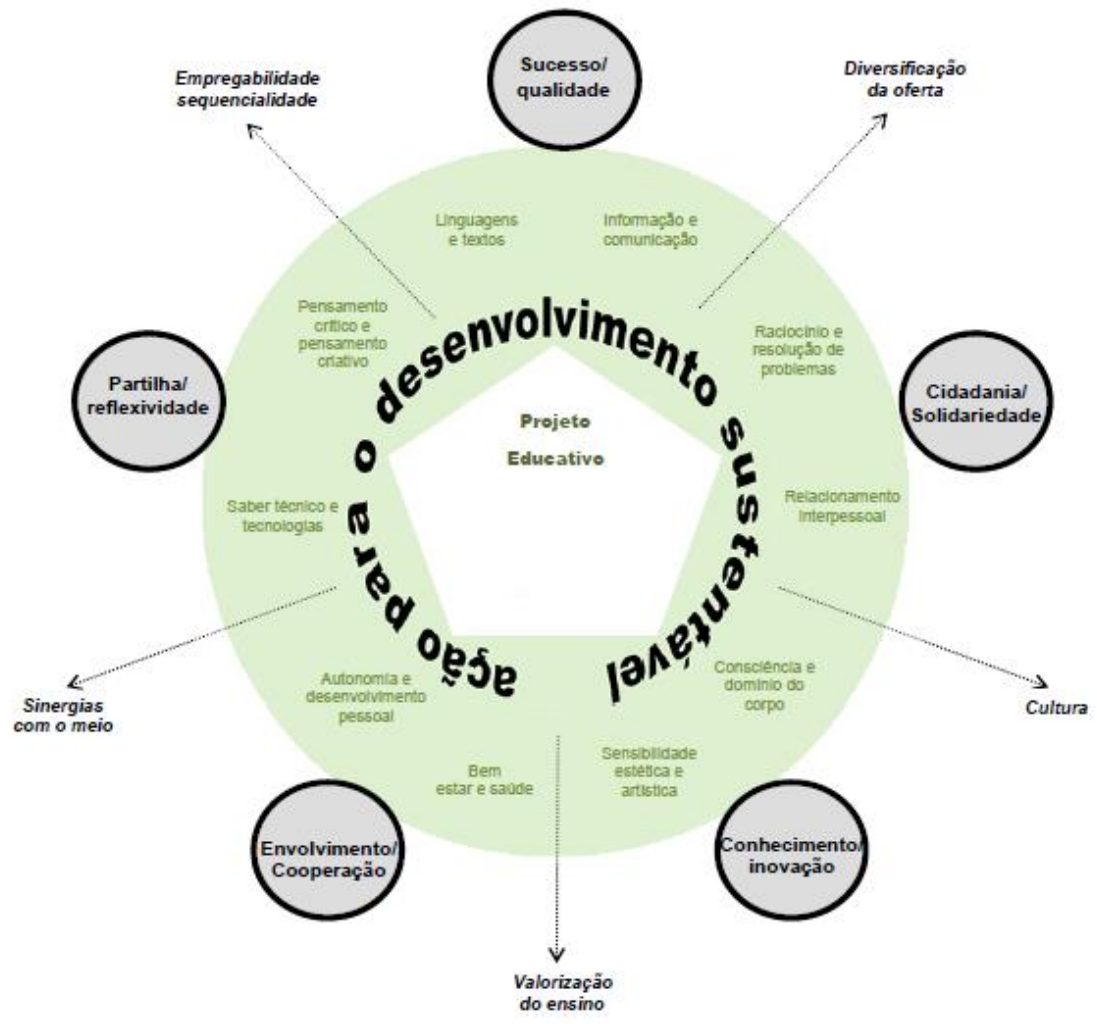 Sucesso/
qualidade
Empregabilidade
sequencialidade
Diversificação
da oferta
Linguagens
e textos
Informação e
comunicação
Pensamento
crítico e
pensamento
criativo
Raciocínio e
resolução de
problemas
ação para o desenvolvimento sustentável
Partilha/
reflexividade
Cidadania/
Solidariedade
Projeto
Educativo
Saber técnico e
tecnologias
Relacionamento
interpessoal
Sinergias
com o meio
Autonomia e
desenvolvimento
pessoal
Consciência e
domínio do
corpo
Cultura
Bem
estar e saúde
Sensibilidade
estética e
artística
Envolvimento/
Cooperação
Conhecimento/
inovação
Valorização
do ensino